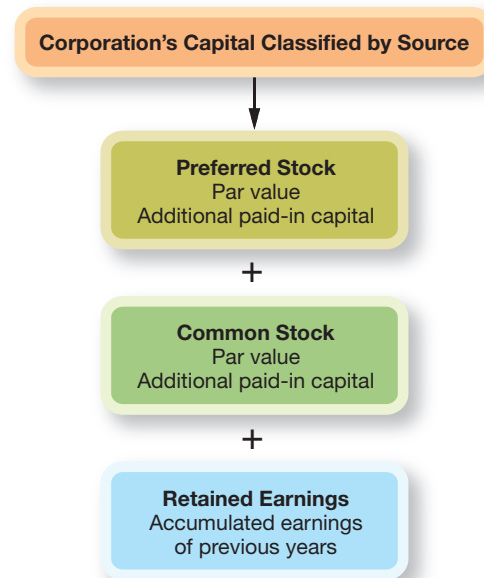 Corporation's Capital Classified by Source
Preferred Stock
Par value
Additional paid-in capital
+
Common Stock
Par value
Additional paid-in capital
+
Retained Earnings
Accumulated earnings
of previous years